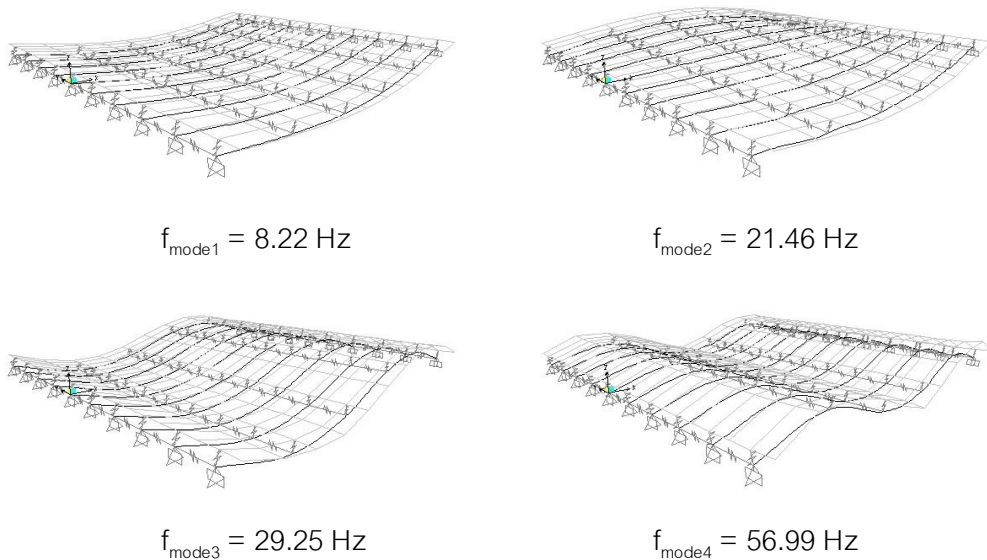 f_mode1 = 8.22 Hz
f_mode2 = 21.46 Hz
f_mode3 = 29.25 Hz
f_mode4 = 56.99 Hz